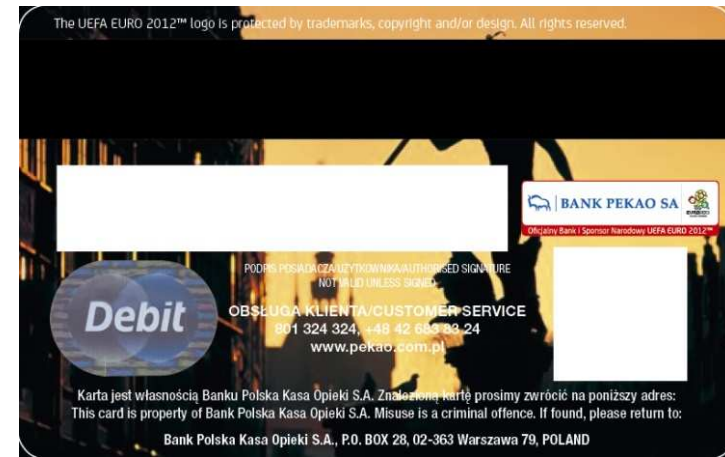 The UEFA EURO 2012™ logo is protected by trademarks, copyright and/or design. All rights reserved.
BANK PEKAO SA
Oficjalny Bank i Sponsor Narodowy UEFA EURO 2012™
PODPIS POSIADACZA/UŻYTKOWNIKA/AUTHORISED SIGNATURE
NOT VALID UNLESS SIGNED
Debit
OBSŁUGA KLIENTA/CUSTOMER SERVICE
801 324 324, +48 42 683 83 24
www.pekao.com.pl
Karta jest własnością Banku Polska Kasa Opieki S.A. Znalezioną kartę prosimy zwrócić na poniższy adres:
This card is property of Bank Polska Kasa Opieki S.A. Misuse is a criminal offence. If found, please return to:
Bank Polska Kasa Opieki S.A., P.O. BOX 28, 02-363 Warszawa 79, POLAND